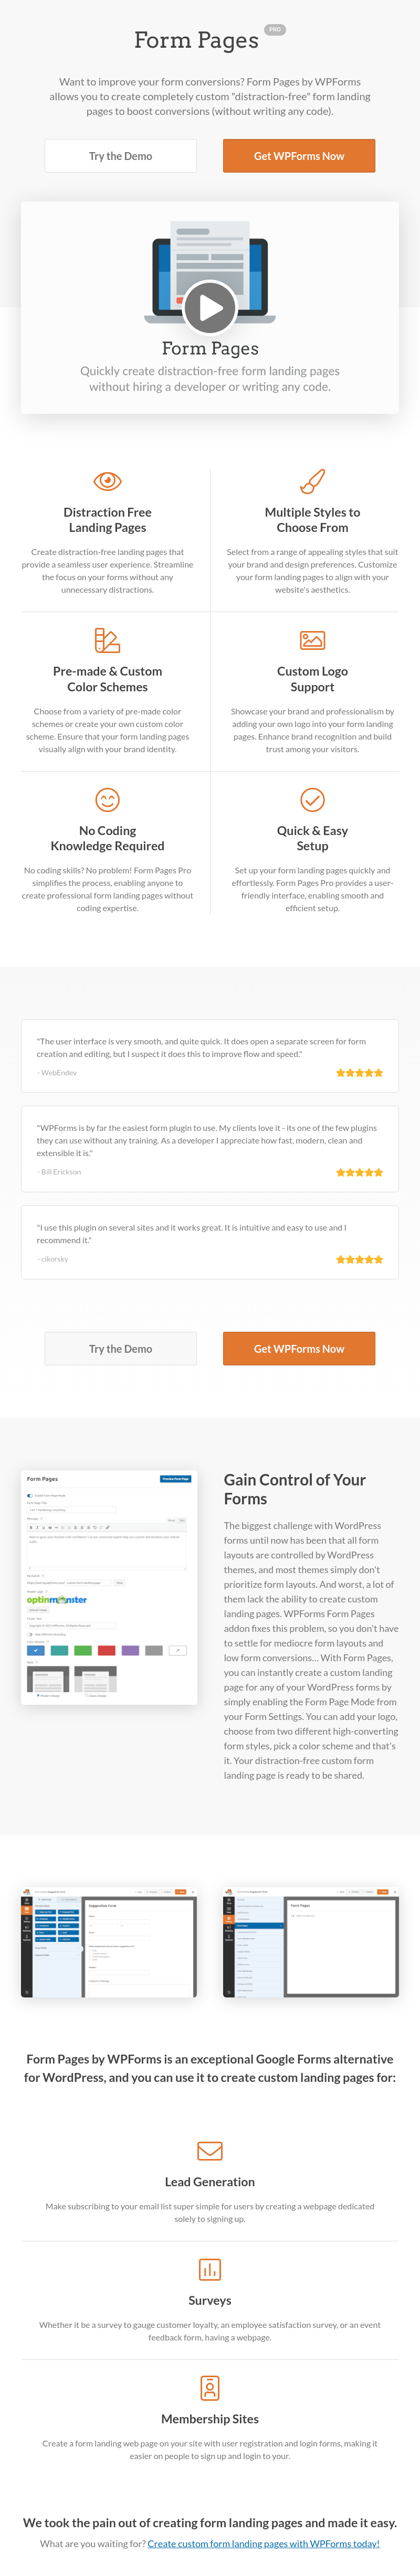 Form Pages
PRO
Want to improve your form conversions? Form Pages by WPForms
allows you to create completely custom "distraction-free" form landing
pages to boost conversions (without writing any code).
Try the Demo
Get WPForms Now
Form Pages
Quickly create distraction-free form landing pages
without hiring a developer or writing any code.
Distraction Free
Landing Pages
Create distraction-free landing pages that
provide a seamless user experience. Streamline
the focus on your forms without any
unnecessary distractions.
Multiple Styles to
Choose From
Select from a range of appealing styles that suit
your brand and design preferences. Customize
your form landing pages to align with your
website's aesthetics.
Pre-made & Custom
Color Schemes
Choose from a variety of pre-made color
schemes or create your own custom color
scheme. Ensure that your form landing pages
visually align with your brand identity.
Custom Logo
Support
Showcase your brand and professionalism by
adding your own logo into your form landing
pages. Enhance brand recognition and build
trust among your visitors.
No Coding
Knowledge Required
No coding skills? No problem! Form Pages Pro
simplifies the process, enabling anyone to
create professional form landing pages without
coding expertise.
Quick & Easy
Setup
Set up your form landing pages quickly and
effortlessly. Form Pages Pro provides a user-
friendly interface, enabling smooth and
efficient setup.
"The user interface is very smooth, and quite quick. It does open a separate screen for form
creation and editing, but I suspect it does this to improve flow and speed."
- WebEndev
"WPForms is by far the easiest form plugin to use. My clients love it - its one of the few plugins
they can use without any training. As a developer I appreciate how fast, modern, clean and
extensible it is."
- Bill Erickson
"I use this plugin on several sites and it works great. It is intuitive and easy to use and I
recommend it."
- cikorsky
Try the Demo
Get WPForms Now
Form Pages
Preview Form Page
optinmonster
Gain Control of Your
Forms
The biggest challenge with WordPress
forms until now has been that all form
layouts are controlled by WordPress
themes, and most themes simply don't
prioritize form layouts. And worst, a lot of
them lack the ability to create custom
landing pages. WPForms Form Pages
addon fixes this problem, so you don't have
to settle for mediocre form layouts and
low form conversions... With Form Pages,
you can instantly create a custom landing
page for any of your WordPress forms by
simply enabling the Form Page Mode from
your Form Settings. You can add your logo,
choose from two different high-converting
form styles, pick a color scheme and that's
it. Your distraction-free custom form
landing page is ready to be shared.
Suggestion Form
Form Pages
Form Pages by WPForms is an exceptional Google Forms alternative
for WordPress, and you can use it to create custom landing pages for:
Lead Generation
Make subscribing to your email list super simple for users by creating a webpage dedicated
solely to signing up.
Surveys
Whether it be a survey to gauge customer loyalty, an employee satisfaction survey, or an event
feedback form, having a webpage.
Membership Sites
Create a form landing web page on your site with user registration and login forms, making it
easier on people to sign up and login to your.
We took the pain out of creating form landing pages and made it easy.
What are you waiting for? Create custom form landing pages with WPForms today!